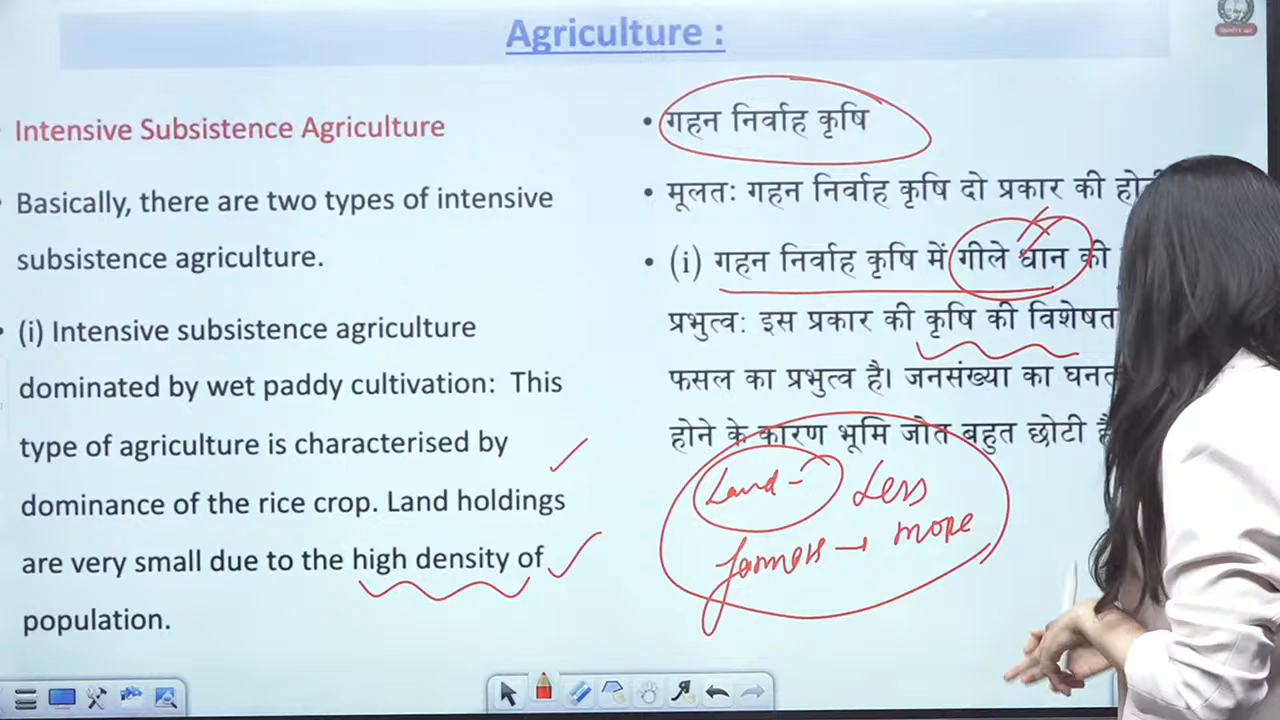 Agriculture :
Intensive Subsistence Agriculture
Basically, there are two types of intensive
subsistence agriculture.
(i) Intensive subsistence agriculture
dominated by wet paddy cultivation: This
type of agriculture is characterised by
dominance of the rice crop. Land holdings
are very small due to the high density of
population.
• गहन निर्वाह कृषि
• मूलतः गहन निर्वाह कृषि दो प्रकार की
• (i) गहन निर्वाह कृषि में गीले धान की
प्रभुत्वः इस प्रकार की कृषि की
फसल का प्रभुत्व है। जनसंख्या का
होने के कारण भूमि जोत बहुत छोटी
Land - Less
farmers → more